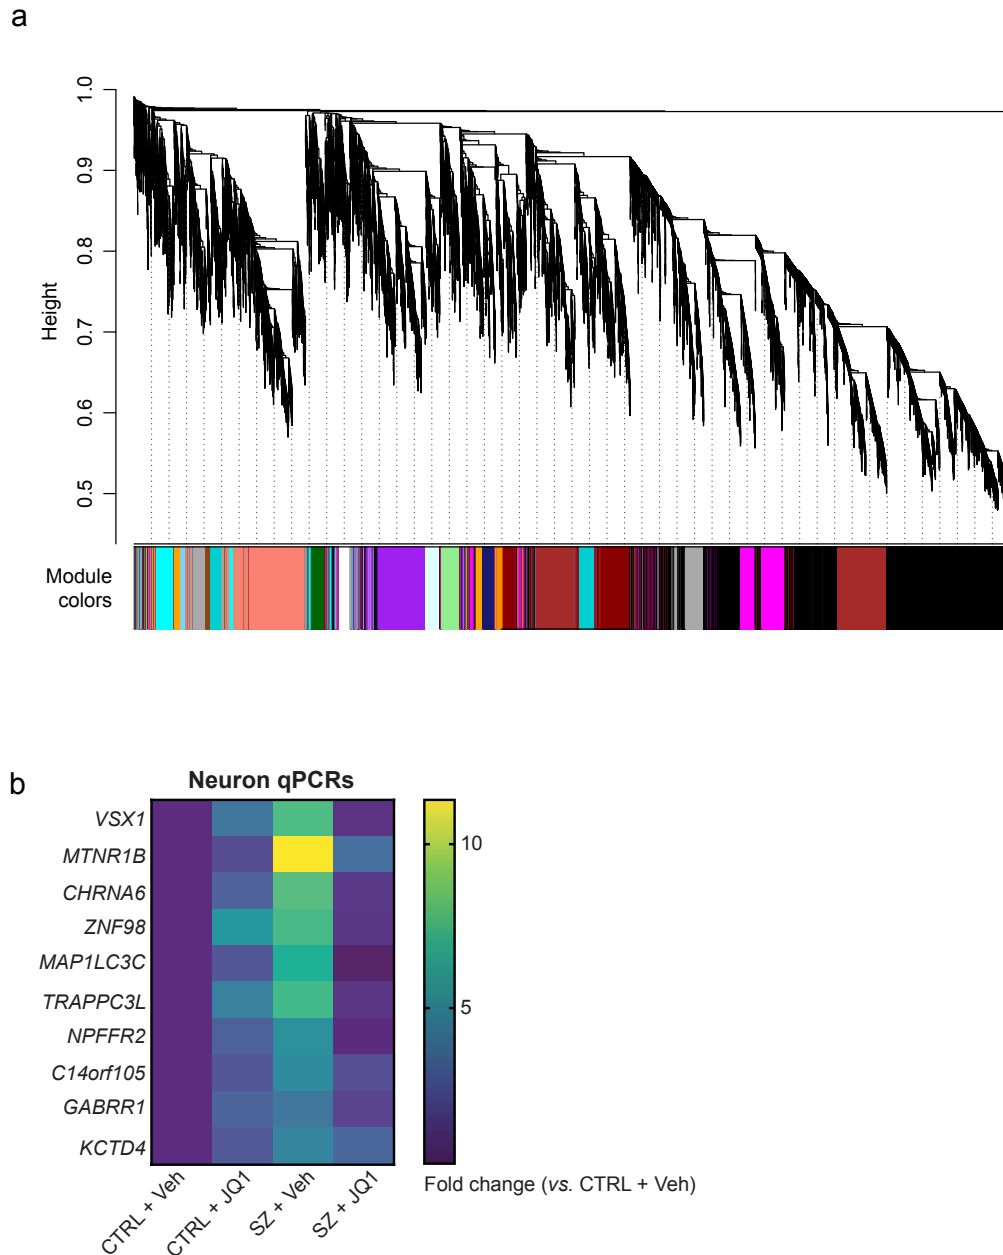 a
1.0
0.9
0.8
0.7
0.6
0.5
Height
Module
colors
b
Neuron qPCRs
VSX1
MTNR1B
CHRNA6
ZNF98
MAP1LC3C
TRAPPC3L
NPFFR2
C14orf105
GABRR1
KCTD4
10
5
CTRL + Veh
CTRL + JQ1
SZ + Veh
SZ + JQ1
Fold change (vs. CTRL + Veh)